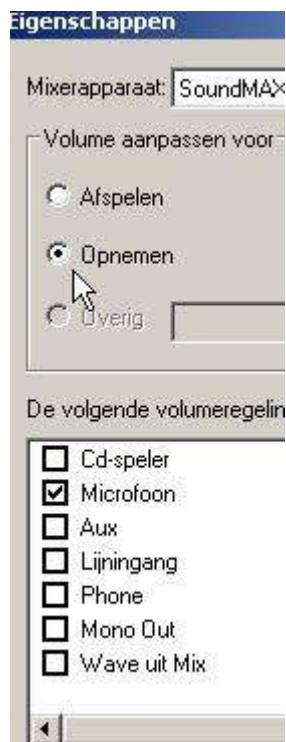 Eigenschappen
Mixerapparaat: SoundMAX
Volume aanpassen voor
Afspelen
Opnemen
Overig
De volgende volumeregelin
Cd-speler
Microfoon
Aux
Lijningang
Phone
Mono Out
Wave uit Mix